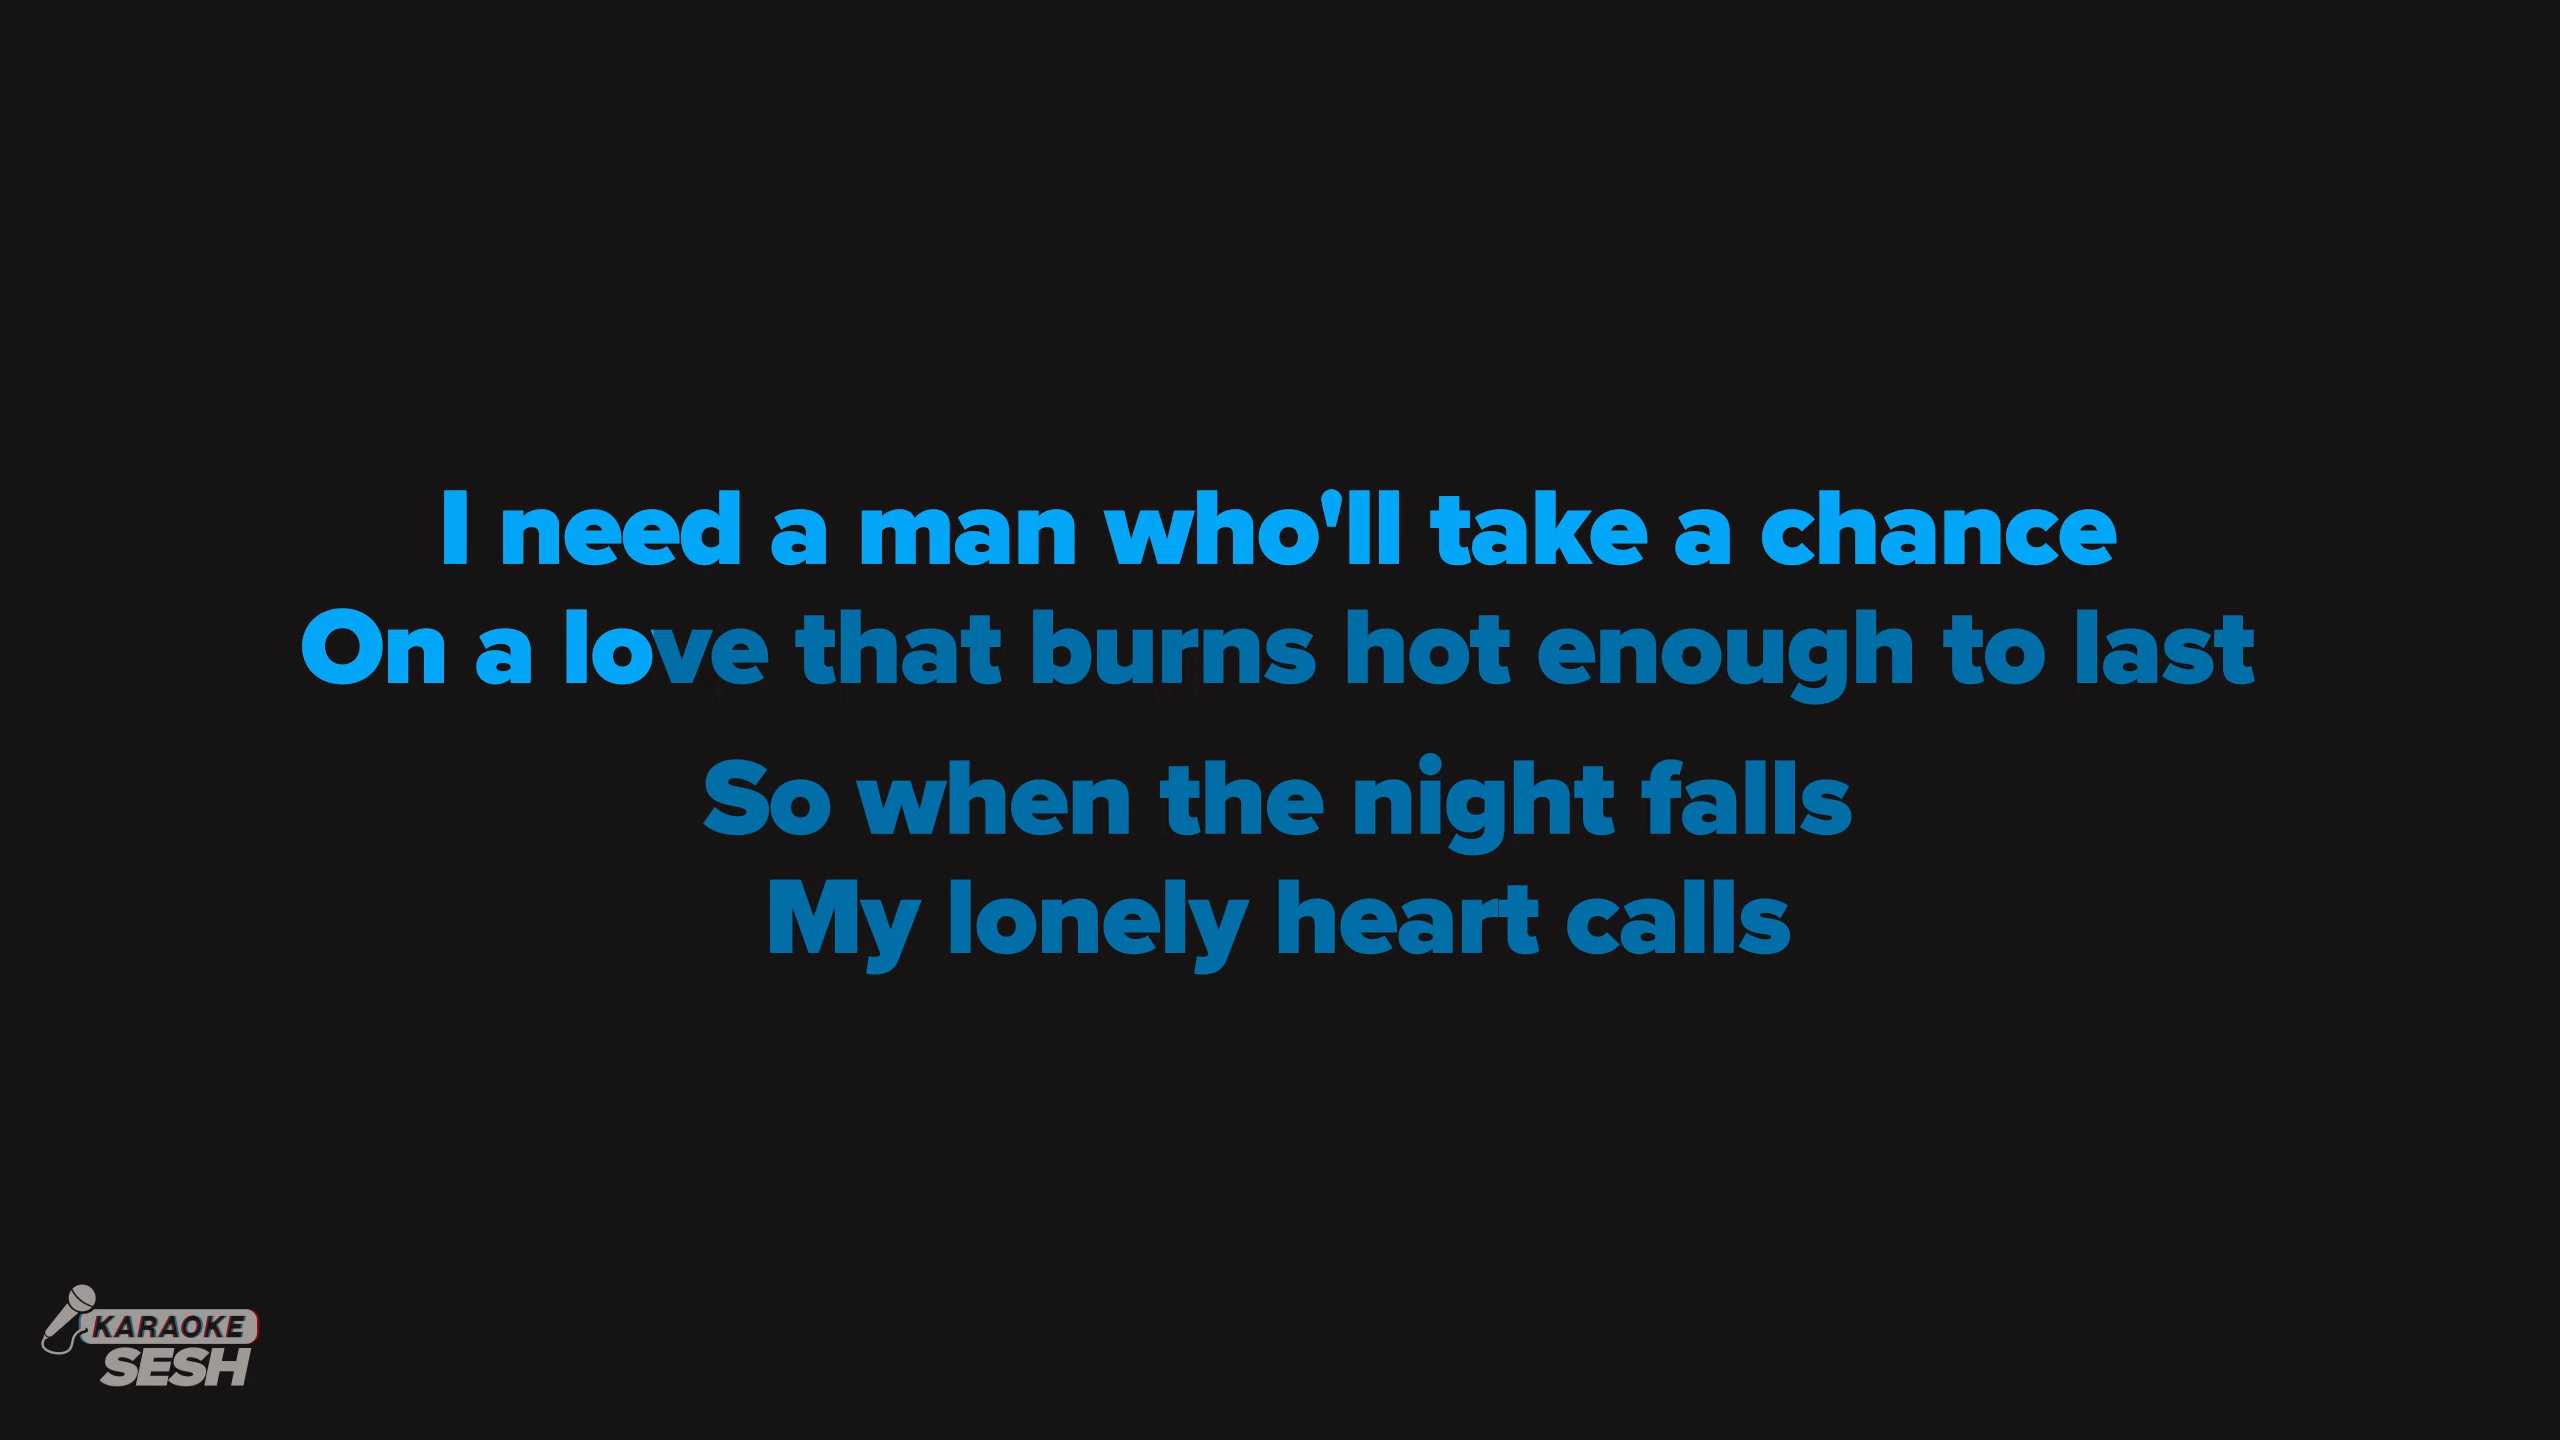 I need a man who'll take a chance
On a love that burns hot enough to last
So when the night falls
My lonely heart calls
KARAOKE
SESH